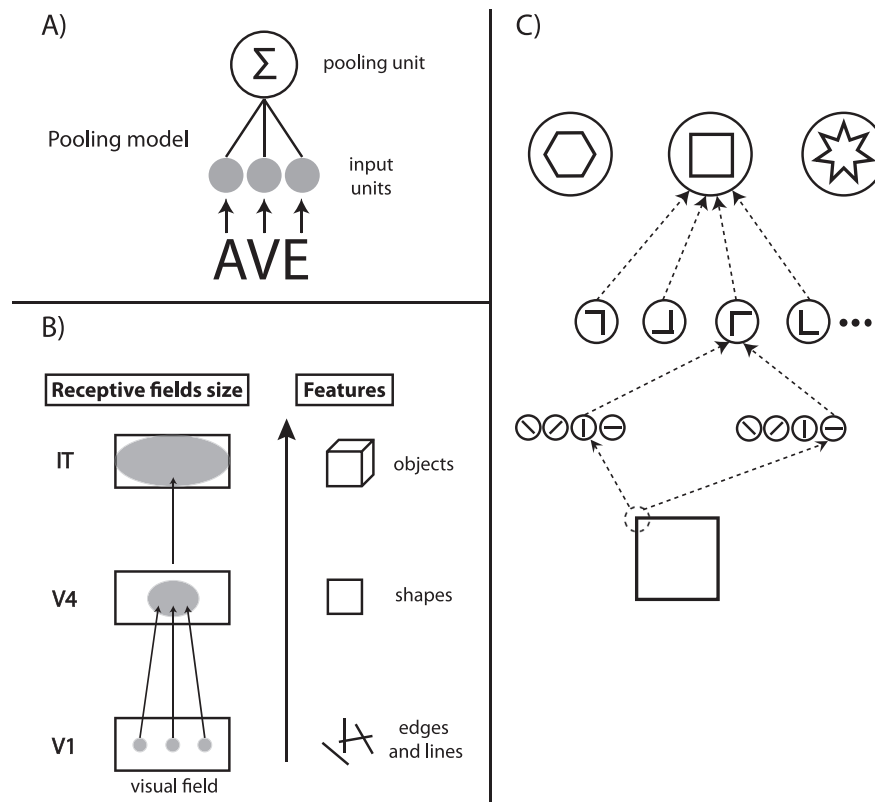 A)
Σ
pooling unit
Pooling model
input
units
AVE
B)
Receptive fields size
Features
IT
objects
V4
shapes
V1
edges
and lines
visual field
C)